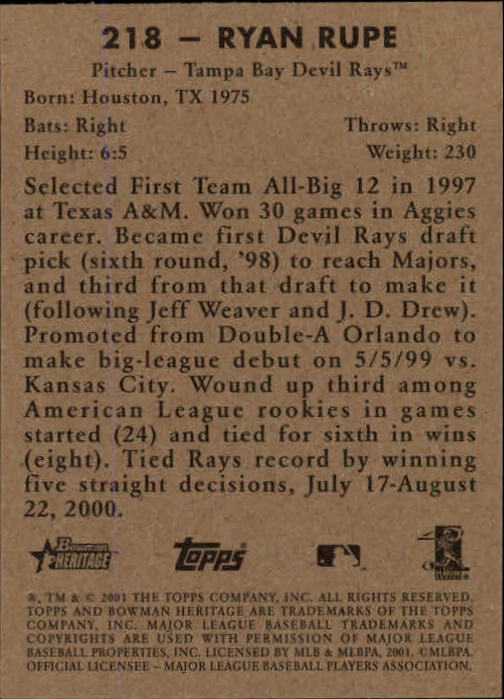 218 – RYAN RUPE
Pitcher – Tampa Bay Devil Rays™
Born: Houston, TX 1975
Bats: Right Throws: Right
Height: 6:5 Weight: 230
Selected First Team All-Big 12 in 1997
at Texas A&M. Won 30 games in Aggies
career. Became first Devil Rays draft
pick (sixth round, '98) to reach Majors,
and third from that draft to make it
(following Jeff Weaver and J. D. Drew).
Promoted from Double-A Orlando to
make big-league debut on 5/5/99 vs.
Kansas City. Wound up third among
American League rookies in games
started (24) and tied for sixth in wins
(eight). Tied Rays record by winning
five straight decisions, July 17-August
22, 2000.
Bowman HERITAGE Topps
®, TM & © 2001 THE TOPPS COMPANY, INC. ALL RIGHTS RESERVED.
TOPPS AND BOWMAN HERITAGE ARE TRADEMARKS OF THE TOPPS
COMPANY, INC. MAJOR LEAGUE BASEBALL TRADEMARKS AND
COPYRIGHTS ARE USED WITH PERMISSION OF MAJOR LEAGUE
BASEBALL PROPERTIES, INC. LICENSED BY MLB & MLBPA, 2001. ©MLBPA,
OFFICIAL LICENSEE – MAJOR LEAGUE BASEBALL PLAYERS ASSOCIATION.